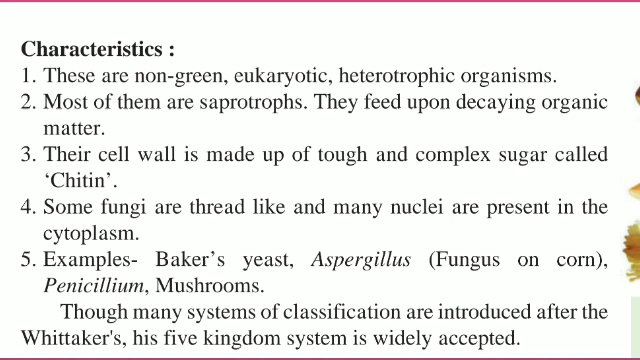 Characteristics :
1. These are non-green, eukaryotic, heterotrophic organisms.
2. Most of them are saprotrophs. They feed upon decaying organic
matter.
3. Their cell wall is made up of tough and complex sugar called
‘Chitin’.
4. Some fungi are thread like and many nuclei are present in the
cytoplasm.
5. Examples- Baker’s yeast, Aspergillus (Fungus on corn),
Penicillium, Mushrooms.
Though many systems of classification are introduced after the
Whittaker's, his five kingdom system is widely accepted.